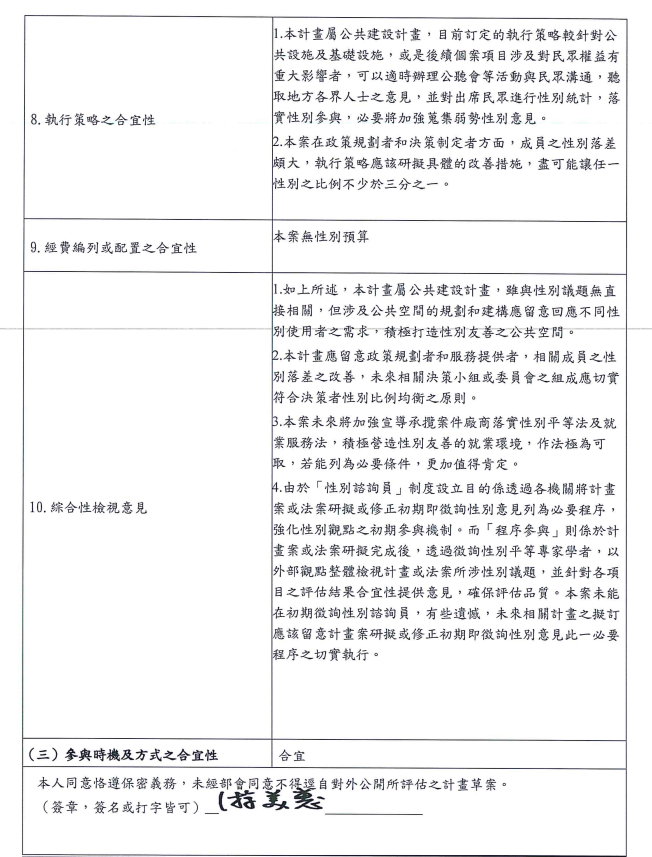 8.執行策略之合宜性
1.本計畫屬公共建設計畫，目前訂定的執行策略較針對公
共設施及基礎設施，或是後續個案項目涉及對民眾權益有
重大影響者，可以適時辦理公聽會等活動與民眾溝通，聽
取地方各界人士之意見，並對出席民眾進行性別統計，落
實性別參與，必要將加強蒐集弱勢性別意見。
2.本案在政策規劃者和決策制定者方面，成員之性別落差
頗大，執行策略應該研擬具體的改善措施，盡可能讓任一
性別之比例不少於三分之一。
9.經費編列或配置之合宜性
本案無性別預算
10.綜合性檢視意見
1.如上所述，本計畫屬公共建設計畫，雖與性別議題無直
接相關，但涉及公共空間的規劃和建構應留意回應不同性
別使用者之需求，積極打造性別友善之公共空間。
2.本計畫應留意政策規劃者和服務提供者，相關成員之性
別落差之改善，未來相關決策小組或委員會之組成應切實
符合決策者性別比例均衡之原則。
3.本案未來將加強宣導承攬案件廠商落實性別平等法及就
業服務法，積極營造性別友善的就業環境，作法極為可
取，若能列為必要條件，更加值得肯定。
4.由於「性別諮詢員」制度設立目的係透過各機關將計畫
案或法案研擬或修正初期即徵詢性別意見列為必要程序，
強化性別觀點之初期參與機制。而「程序參與」則係於計
畫案或法案研擬完成後，透過徵詢性別平等專家學者，以
外部觀點整體檢視計畫或法案所涉性別議題，並針對各項
目之評估結果合宜性提供意見，確保評估品質。本案未能
在初期徵詢性別諮詢員，有些遺憾，未來相關計畫之擬訂
應該留意計畫案研擬或修正初期即徵詢性別意見此一必要
程序之切實執行。
（三）參與時機及方式之合宜性
合宜
本人同意恪遵保密義務，未經部會同意不得逕自對外公開所評估之計畫草案。
（簽章，簽名或打字皆可）